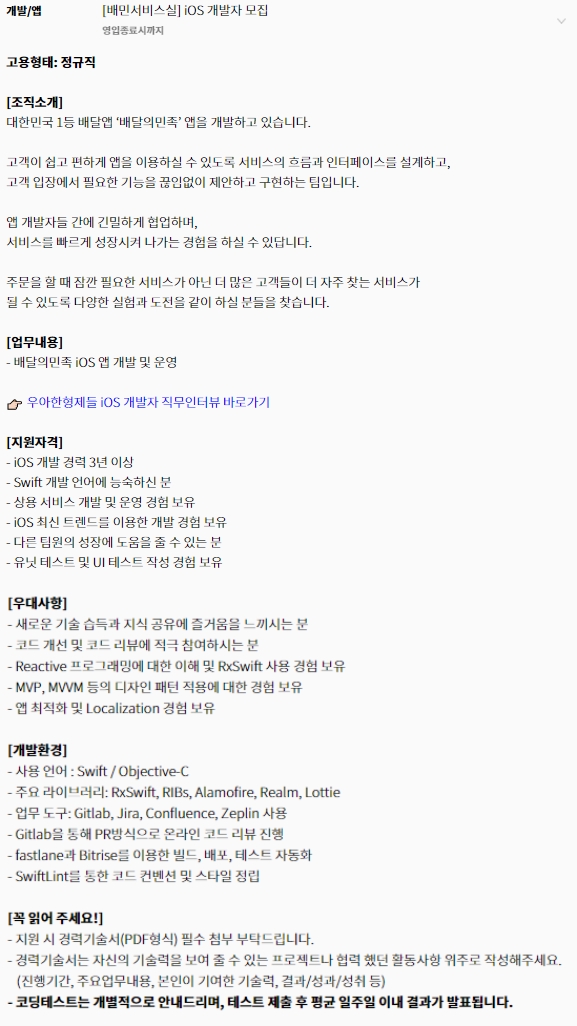 개발/앱 [배민서비스실] iOS 개발자 모집
영입종료시까지
고용형태: 정규직
[조직소개]
대한민국 1등 배달앱 ‘배달의민족’ 앱을 개발하고 있습니다.
고객이 쉽고 편하게 앱을 이용하실 수 있도록 서비스의 흐름과 인터페이스를 설계하고,
고객 입장에서 필요한 기능을 끊임없이 제안하고 구현하는 팀입니다.
앱 개발자들 간에 긴밀하게 협업하며,
서비스를 빠르게 성장시켜 나가는 경험을 하실 수 있답니다.
주문을 할 때 잠깐 필요한 서비스가 아닌 더 많은 고객들이 더 자주 찾는 서비스가
될 수 있도록 다양한 실험과 도전을 같이 하실 분들을 찾습니다.
[업무내용]
- 배달의민족 iOS 앱 개발 및 운영
👉 우아한형제들 iOS 개발자 직무인터뷰 바로가기
[지원자격]
- iOS 개발 경력 3년 이상
- Swift 개발 언어에 능숙하신 분
- 상용 서비스 개발 및 운영 경험 보유
- iOS 최신 트렌드를 이용한 개발 경험 보유
- 다른 팀원의 성장에 도움을 줄 수 있는 분
- 유닛 테스트 및 UI 테스트 작성 경험 보유
[우대사항]
- 새로운 기술 습득과 지식 공유에 즐거움을 느끼시는 분
- 코드 개선 및 코드 리뷰에 적극 참여하시는 분
- Reactive 프로그래밍에 대한 이해 및 RxSwift 사용 경험 보유
- MVP, MVVM 등의 디자인 패턴 적용에 대한 경험 보유
- 앱 최적화 및 Localization 경험 보유
[개발환경]
- 사용 언어 : Swift / Objective-C
- 주요 라이브러리: RxSwift, RIBs, Alamofire, Realm, Lottie
- 업무 도구: Gitlab, Jira, Confluence, Zeplin 사용
- Gitlab을 통해 PR방식으로 온라인 코드 리뷰 진행
- fastlane과 Bitrise를 이용한 빌드, 배포, 테스트 자동화
- SwiftLint를 통한 코드 컨벤션 및 스타일 정립
[꼭 읽어 주세요!]
- 지원 시 경력기술서(PDF형식) 필수 첨부 부탁드립니다.
- 경력기술서는 자신의 기술력을 보여 줄 수 있는 프로젝트나 협력 했던 활동사항 위주로 작성해주세요.
(진행기간, 주요업무내용, 본인이 기여한 기술력, 결과/성과/성취 등)
- 코딩테스트는 개별적으로 안내드리며, 테스트 제출 후 평균 일주일 이내 결과가 발표됩니다.